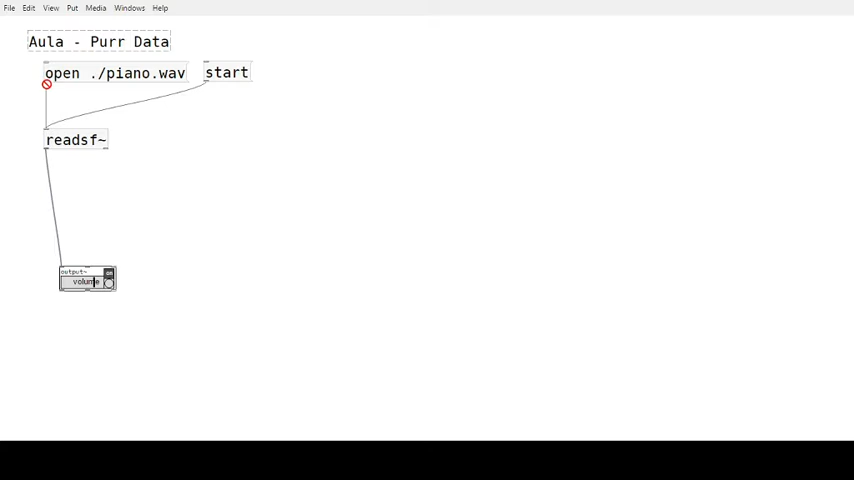 File Edit View Put Media Windows Help
Aula - Purr Data
open ./piano.wav
start
readsf~
output~
volume